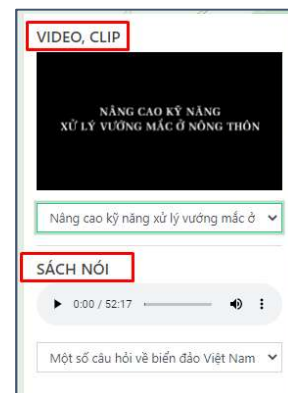 VIDEO, CLIP
NÂNG CAO KỸ NĂNG
XỬ LÝ VƯỚNG MẮC Ở NÔNG THÔN
Nâng cao kỹ năng xử lý vướng mắc ở
SÁCH NÓI
0:00 / 52:17
Một số câu hỏi về biển đảo Việt Nam